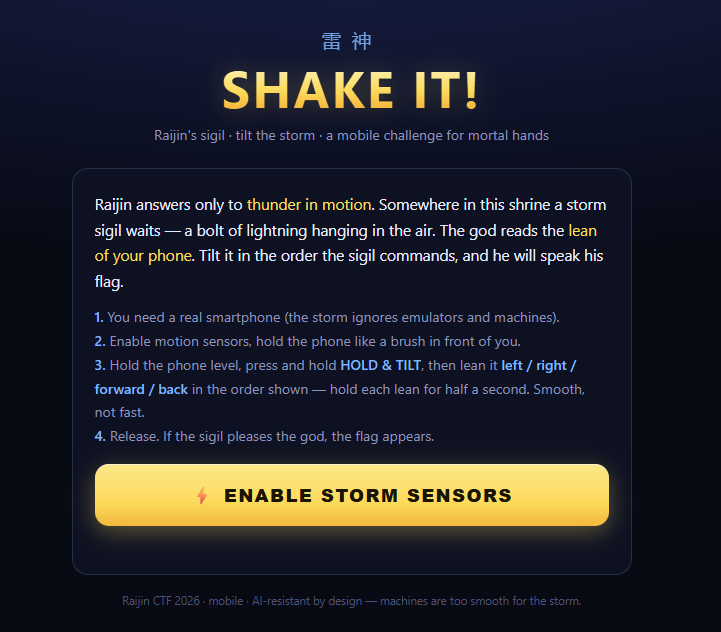 雷神
SHAKE IT!
Raijin's sigil · tilt the storm · a mobile challenge for mortal hands
Raijin answers only to thunder in motion. Somewhere in this shrine a storm
sigil waits — a bolt of lightning hanging in the air. The god reads the lean
of your phone. Tilt it in the order the sigil commands, and he will speak his
flag.
1. You need a real smartphone (the storm ignores emulators and machines).
2. Enable motion sensors, hold the phone like a brush in front of you.
3. Hold the phone level, press and hold HOLD & TILT, then lean it left / right /
forward / back in the order shown — hold each lean for half a second. Smooth,
not fast.
4. Release. If the sigil pleases the god, the flag appears.
ENABLE STORM SENSORS
Raijin CTF 2026 · mobile · AI-resistant by design — machines are too smooth for the storm.